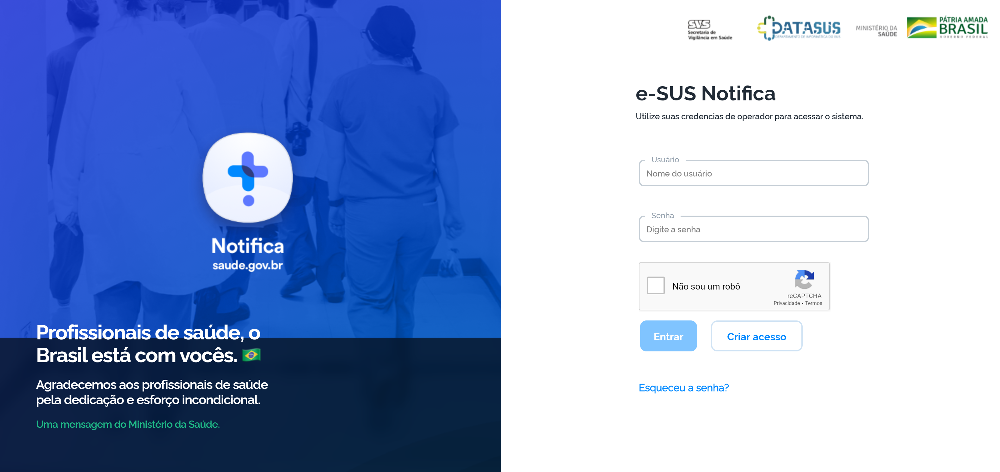 Notifica
saude.gov.br
Profissionais de saúde, o
Brasil está com vocês. 🇧🇷
Agradecemos aos profissionais de saúde
pela dedicação e esforço incondicional.
Uma mensagem do Ministério da Saúde.
SVS
Secretaria de
Vigilância em Saúde
DATASUS
DEPARTAMENTO DE INFORMÁTICA DO SUS
MINISTÉRIO DA
SAÚDE
PÁTRIA AMADA
BRASIL
GOVERNO FEDERAL
e-SUS Notifica
Utilize suas credencias de operador para acessar o sistema.
Usuário
Nome do usuário
Senha
Digite a senha
Não sou um robô
reCAPTCHA
Privacidade - Termos
Entrar
Criar acesso
Esqueceu a senha?